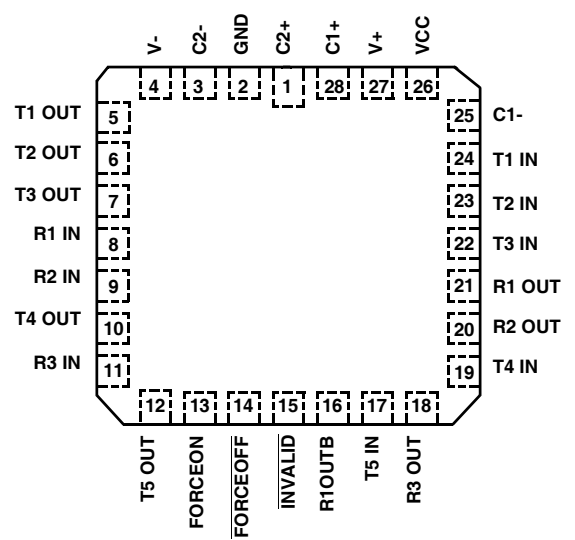 V-
C2-
GND
C2+
C1+
V+
VCC
4
3
2
1
28
27
26
T1 OUT 5
25 C1-
T2 OUT 6
24 T1 IN
T3 OUT 7
23 T2 IN
R1 IN 8
22 T3 IN
R2 IN 9
21 R1 OUT
T4 OUT 10
20 R2 OUT
R3 IN 11
19 T4 IN
12
13
14
15
16
17
18
T5 OUT
FORCEON
FORCEOFF
INVALID
R1OUTB
T5 IN
R3 OUT